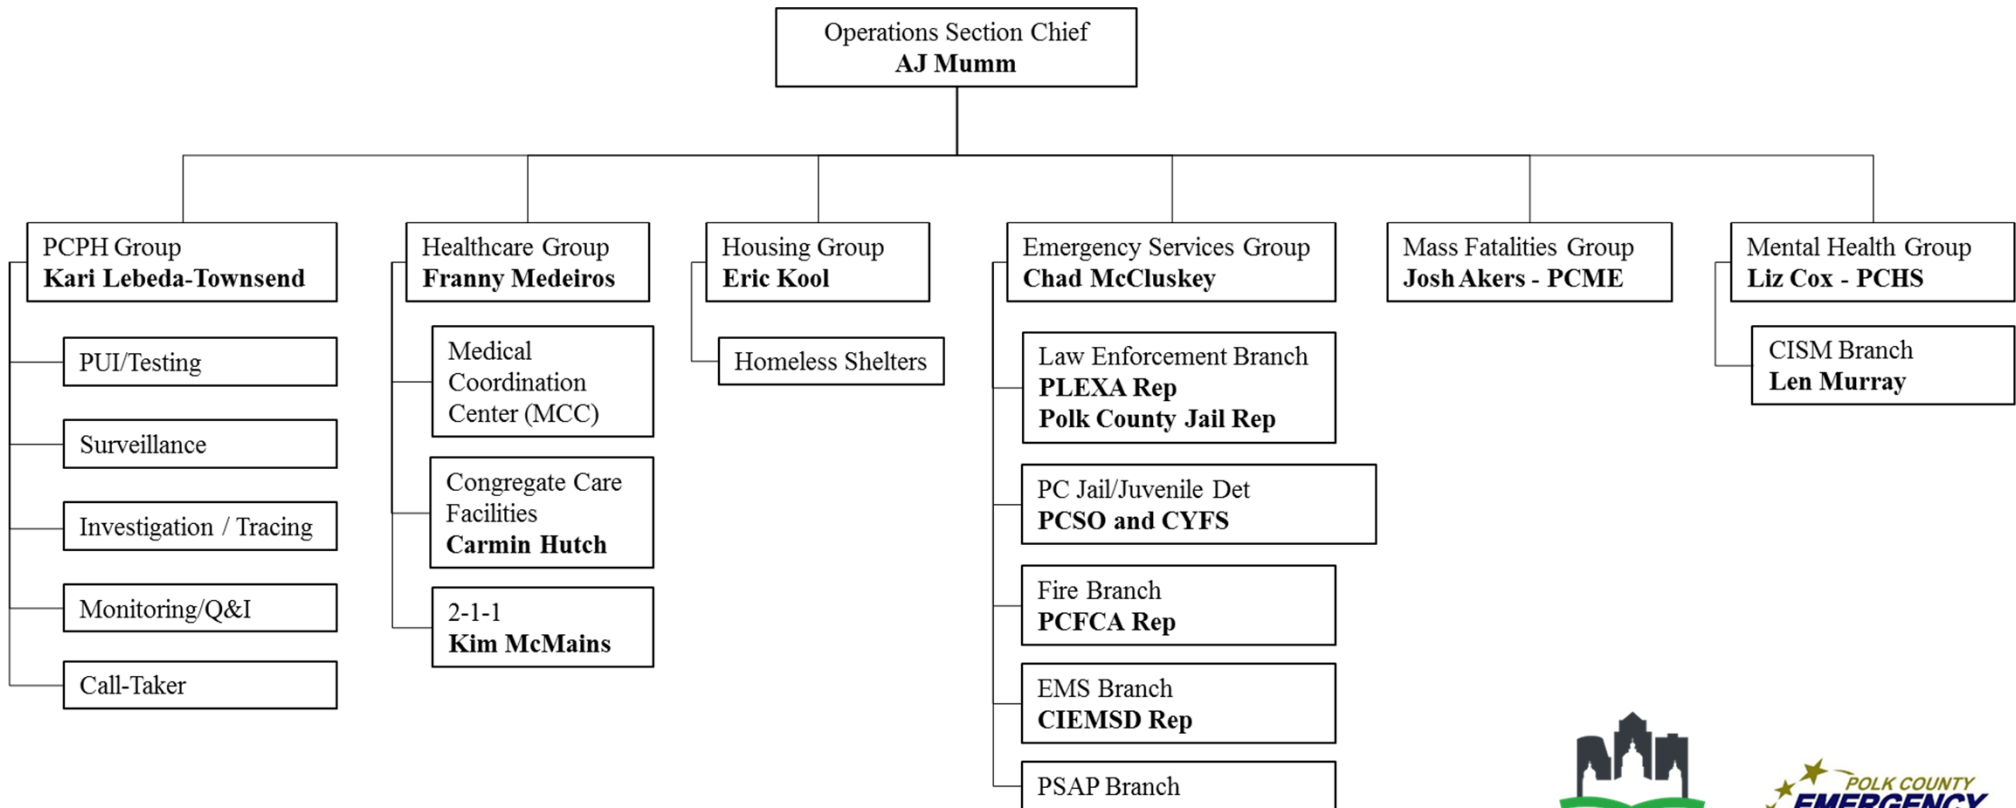 Operations Section Chief
AJ Mumm
PCPH Group
Kari Lebeda-Townsend
PUI/Testing
Surveillance
Investigation / Tracing
Monitoring/Q&I
Call-Taker
Healthcare Group
Franny Medeiros
Medical
Coordination
Center (MCC)
Congregate Care
Facilities
Carmin Hutch
2-1-1
Kim McMains
Housing Group
Eric Kool
Homeless Shelters
Emergency Services Group
Chad McCluskey
Law Enforcement Branch
PLEXA Rep
Polk County Jail Rep
PC Jail/Juvenile Det
PCSO and CYFS
Fire Branch
PCFCA Rep
EMS Branch
CIEMSD Rep
PSAP Branch
Mass Fatalities Group
Josh Akers - PCME
Mental Health Group
Liz Cox - PCHS
CISM Branch
Len Murray
POLK COUNTY
EMERGENCY